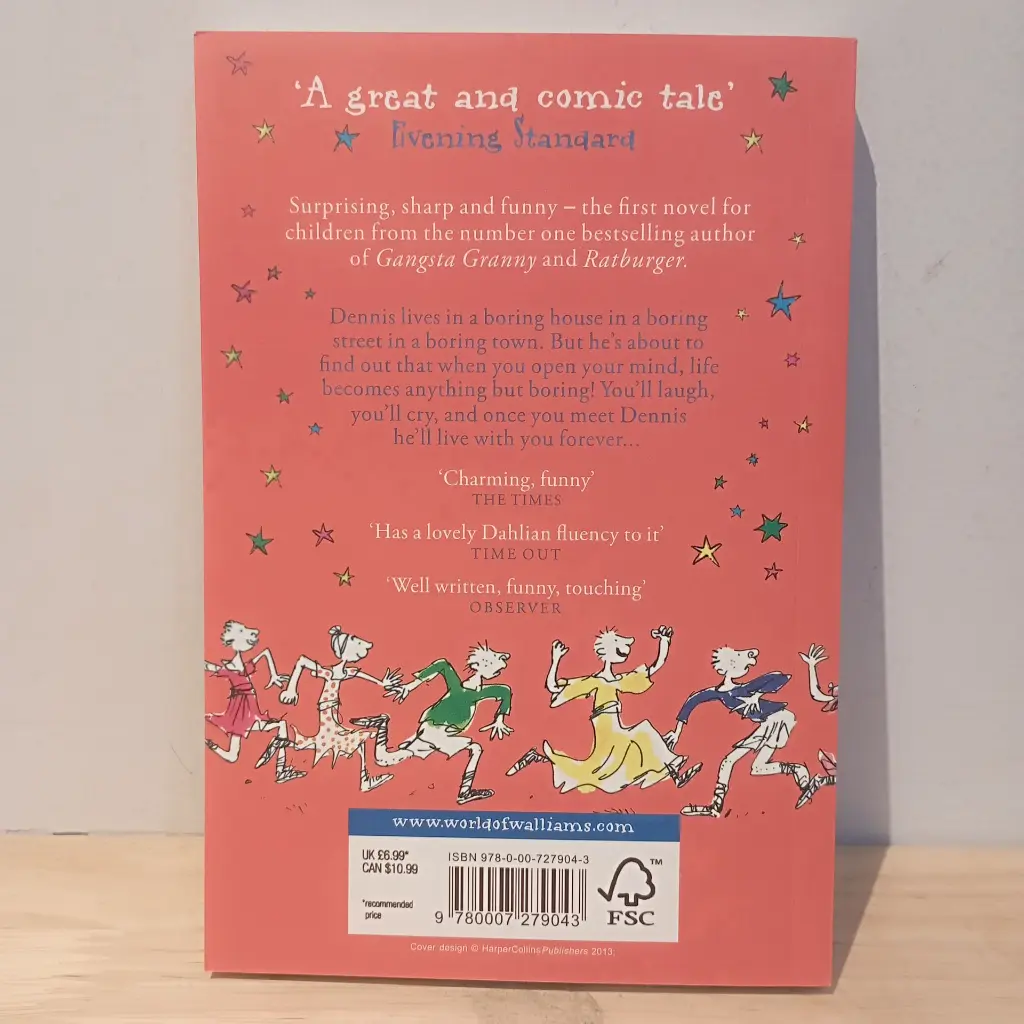 ‘A great and comic tale’
Evening Standard
Surprising, sharp and funny – the first novel for
children from the number one bestselling author
of Gangsta Granny and Ratburger.
Dennis lives in a boring house in a boring
street in a boring town. But he’s about to
find out that when you open your mind, life
becomes anything but boring! You’ll laugh,
you’ll cry, and once you meet Dennis
he’ll live with you forever...
‘Charming, funny’
THE TIMES
‘Has a lovely Dahlian fluency to it’
TIME OUT
‘Well written, funny, touching’
OBSERVER
www.worldofwalliams.com
UK £6.99*
CAN $10.99
*recommended
price
ISBN 978-0-00-727904-3
9 780007 279043
FSC
TM
Cover design © HarperCollinsPublishers 2013